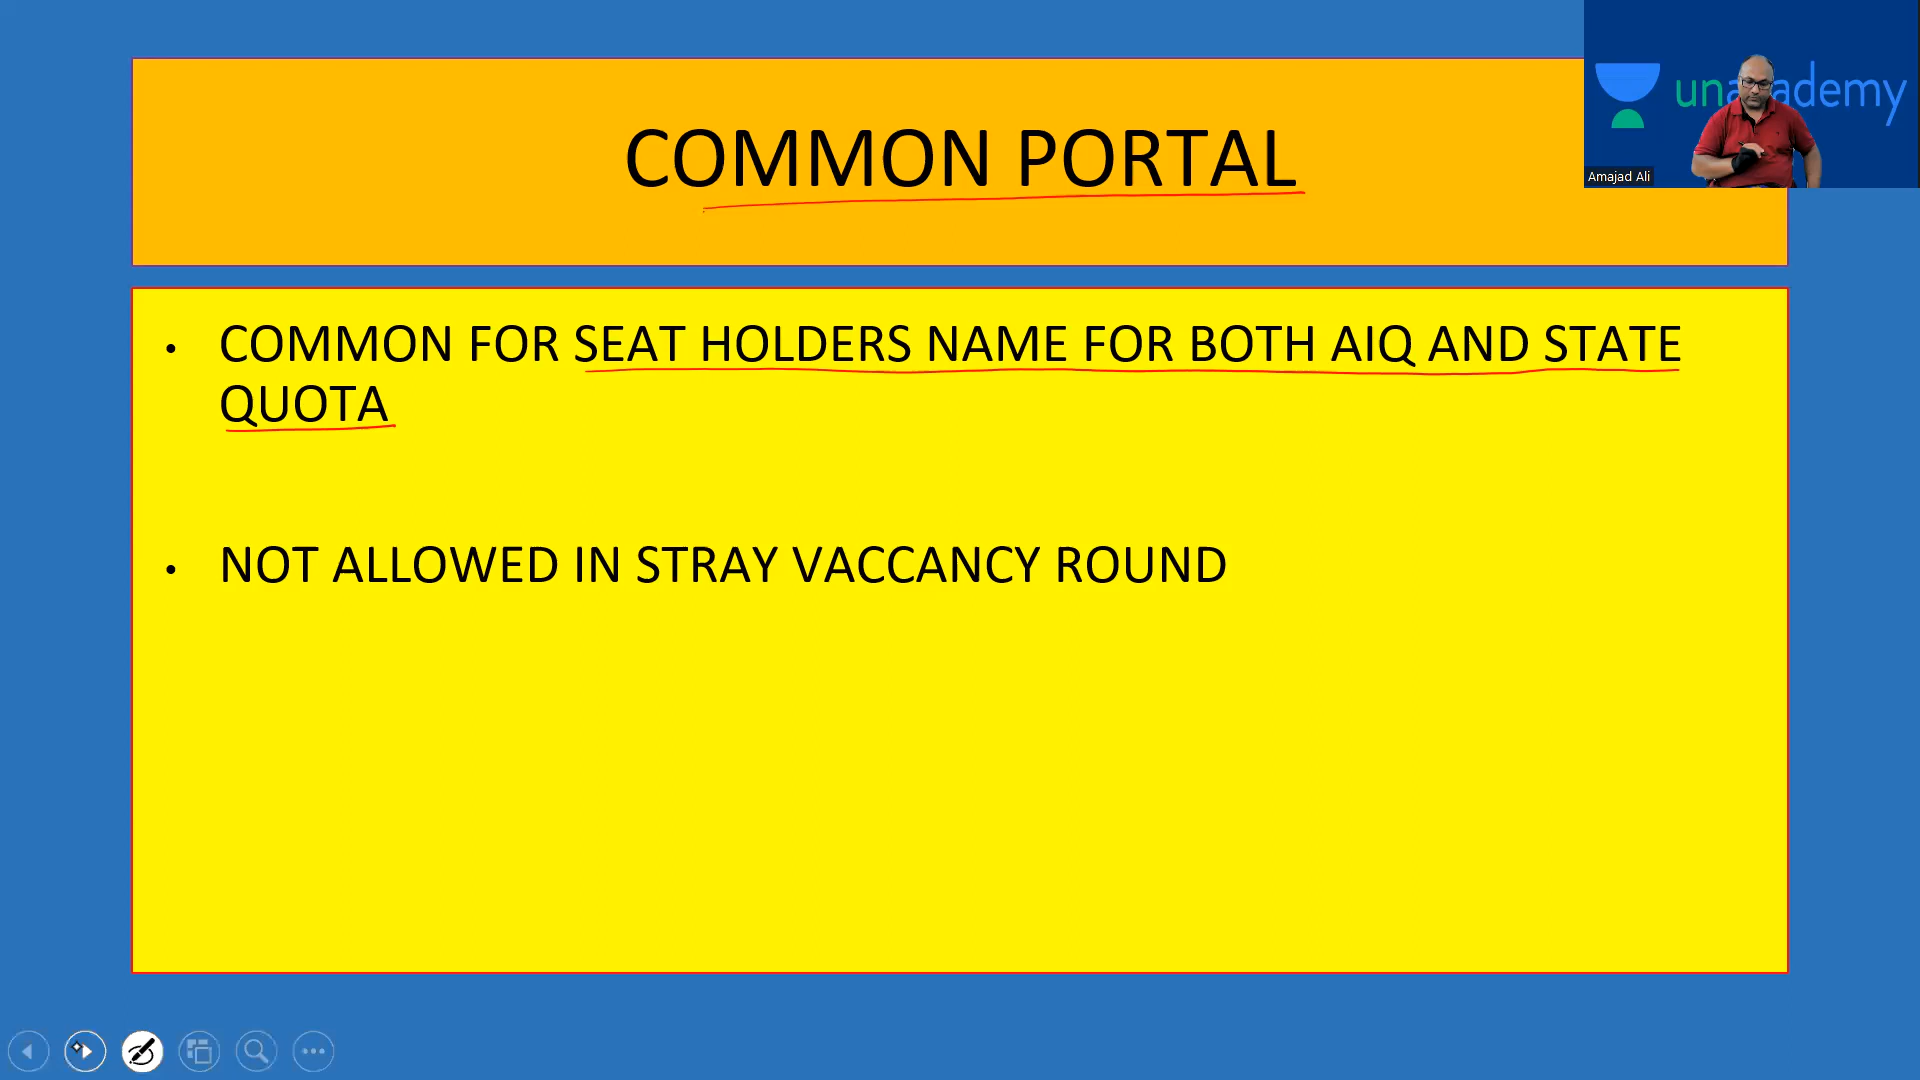 COMMON PORTAL
unacademy
Amajad Ali
• COMMON FOR SEAT HOLDERS NAME FOR BOTH AIQ AND STATE
QUOTA
• NOT ALLOWED IN STRAY VACCANCY ROUND